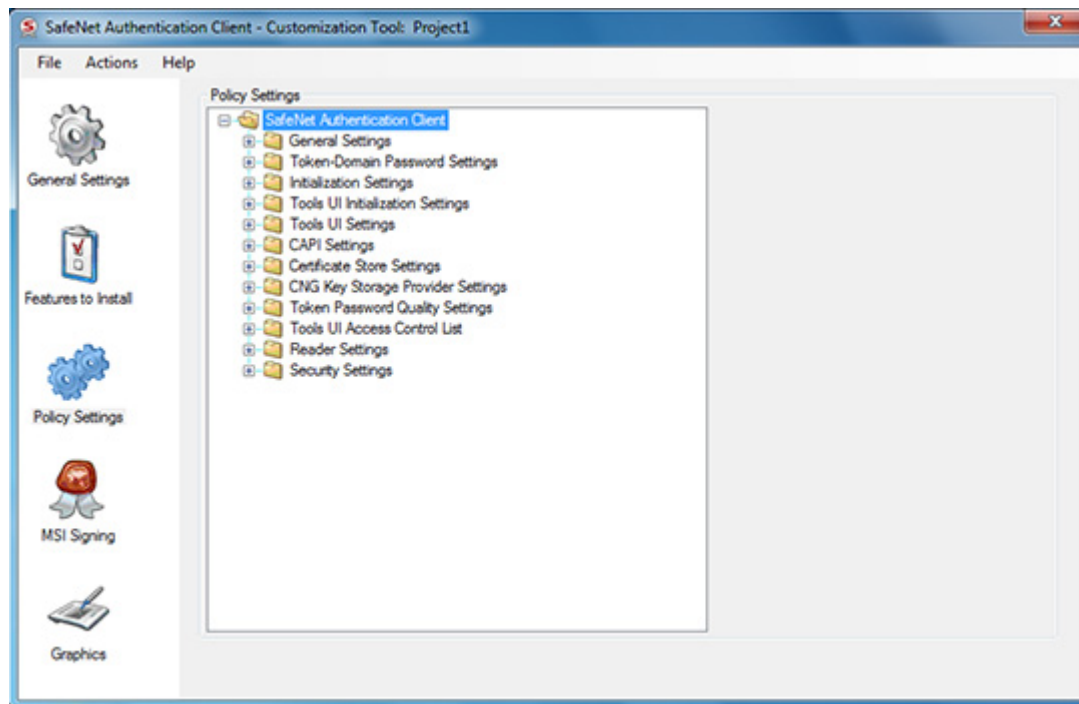 SafeNet Authentication Client - Customization Tool: Project1
File Actions Help
General Settings
Features to Install
Policy Settings
MSI Signing
Graphics
Policy Settings
SafeNet Authentication Client
General Settings
Token-Domain Password Settings
Initialization Settings
Tools UI Initialization Settings
Tools UI Settings
CAPI Settings
Certificate Store Settings
CNG Key Storage Provider Settings
Token Password Quality Settings
Tools UI Access Control List
Reader Settings
Security Settings